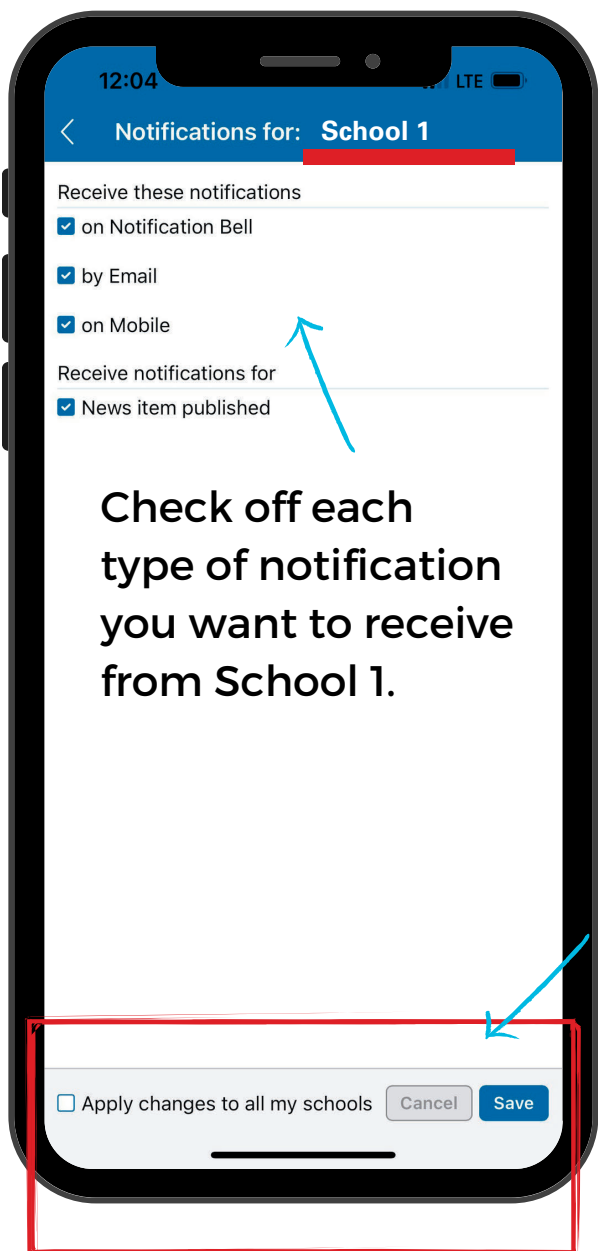 12:04 LTE
Notifications for: School 1
Receive these notifications
on Notification Bell
by Email
on Mobile
Receive notifications for
News item published
Check off each
type of notification
you want to receive
from School 1.
Apply changes to all my schools Cancel Save